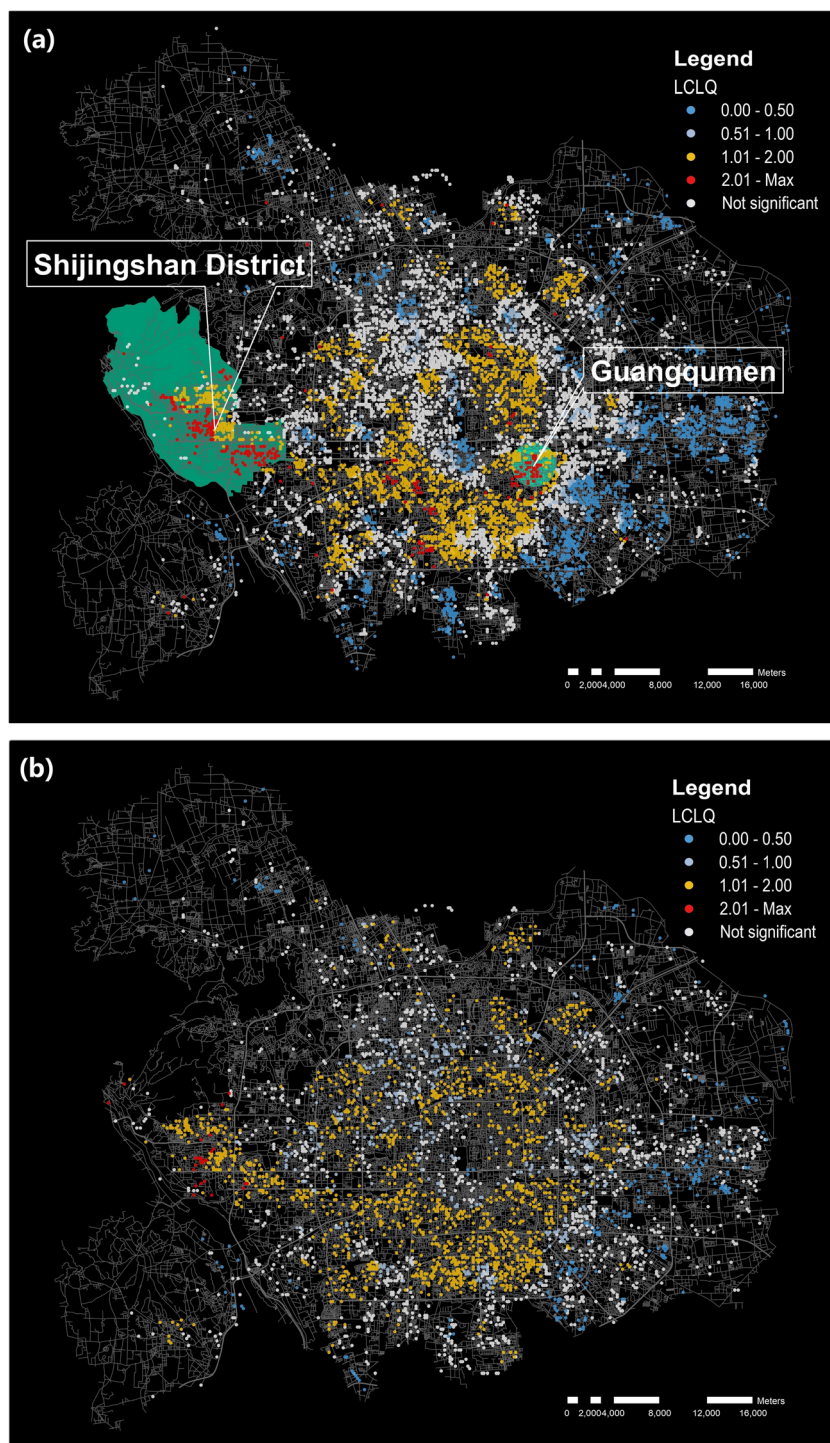 (a)
Legend
LCLQ
0.00 - 0.50
0.51 - 1.00
1.01 - 2.00
2.01 - Max
Not significant
Shijingshan District
Guangqumen
Meters
0 2,0004,000 8,000 12,000 16,000
(b)
Legend
LCLQ
0.00 - 0.50
0.51 - 1.00
1.01 - 2.00
2.01 - Max
Not significant
Meters
0 2,0004,000 8,000 12,000 16,000